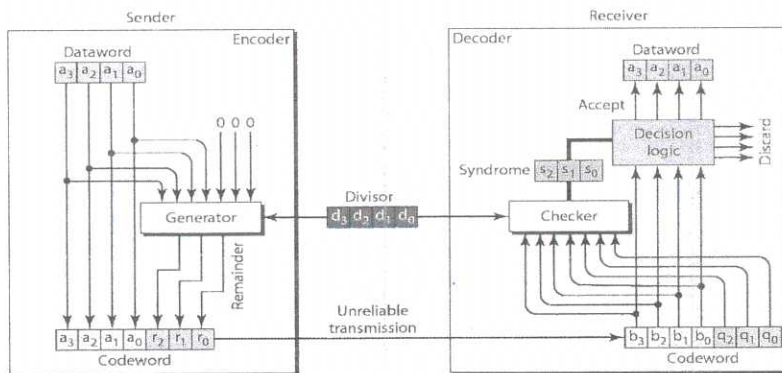 Sender
Encoder
Dataword
a3 a2 a1 a0
0 0 0
Generator
Remainder
a3 a2 a1 a0 r2 r1 r0
Codeword
Divisor
d3 d2 d1 d0
Unreliable
transmission
Receiver
Decoder
Dataword
a3 a2 a1 a0
Accept
Decision
logic
Discard
Syndrome
s2 s1 s0
Checker
b3 b2 b1 b0 q2 q1 q0
Codeword